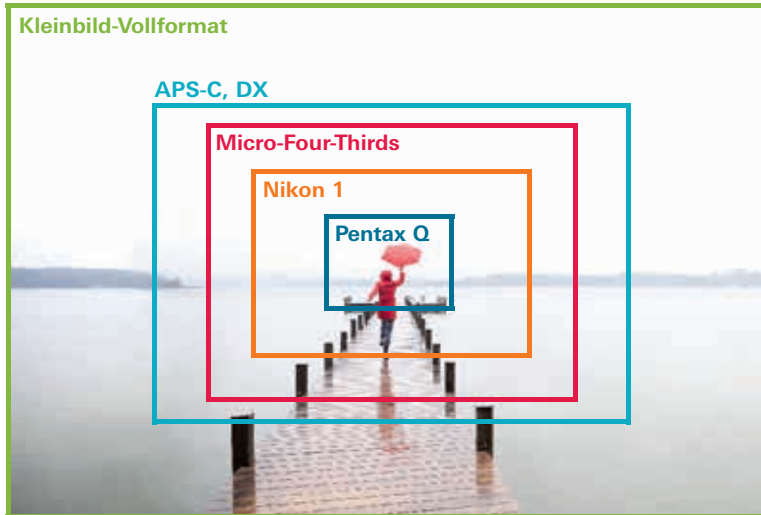 Kleinbild-Vollformat
APS-C, DX
Micro-Four-Thirds
Nikon 1
Pentax Q